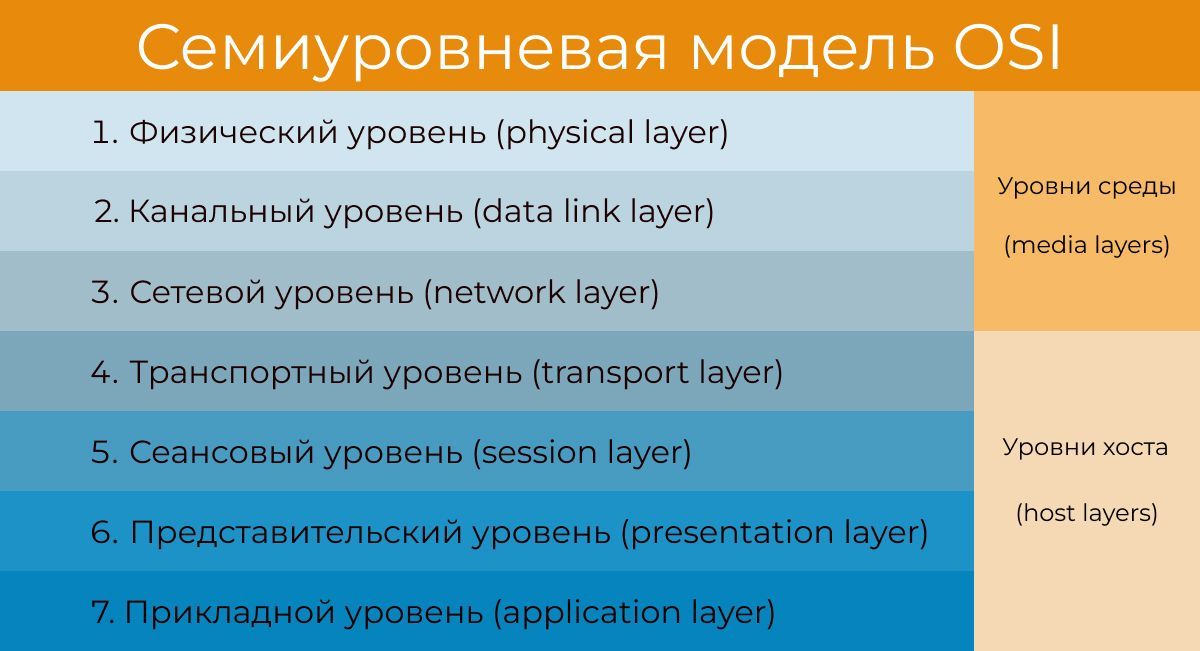 Семиуровневая модель OSI
1. Физический уровень (physical layer)
2. Канальный уровень (data link layer)
3. Сетевой уровень (network layer)
Уровни среды
(media layers)
4. Транспортный уровень (transport layer)
5. Сеансовый уровень (session layer)
6. Представительский уровень (presentation layer)
7. Прикладной уровень (application layer)
Уровни хоста
(host layers)